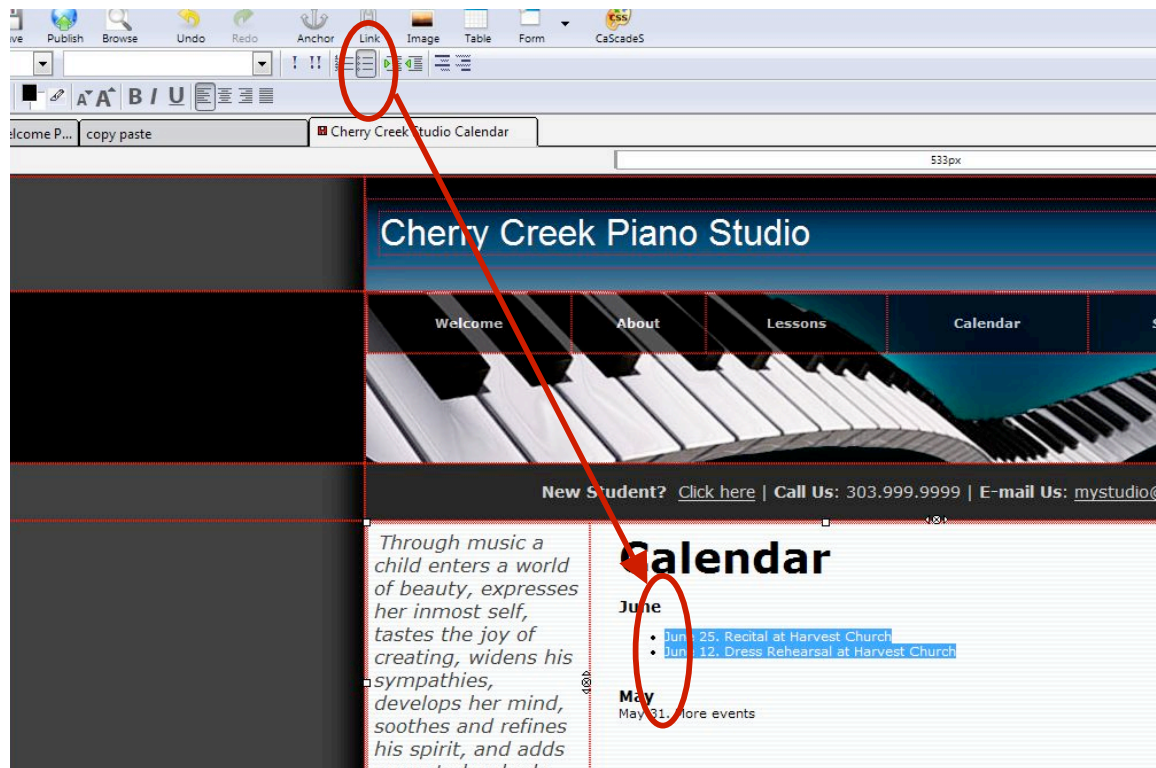 Publish Browse Undo Redo Anchor Link Image Table Form CaScadeS
CSS
! !!
A A B I U
elcome P... copy paste Cherry Creek Studio Calendar
533px
Cherry Creek Piano Studio
Welcome About Lessons Calendar
New Student? Click here | Call Us: 303.999.9999 | E-mail Us: mystudio@
Through music a
child enters a world
of beauty, expresses
her inmost self,
tastes the joy of
creating, widens his
sympathies,
develops her mind,
soothes and refines
his spirit, and adds
Calendar
June
• June 25. Recital at Harvest Church
• June 12. Dress Rehearsal at Harvest Church
May
May 31. More events